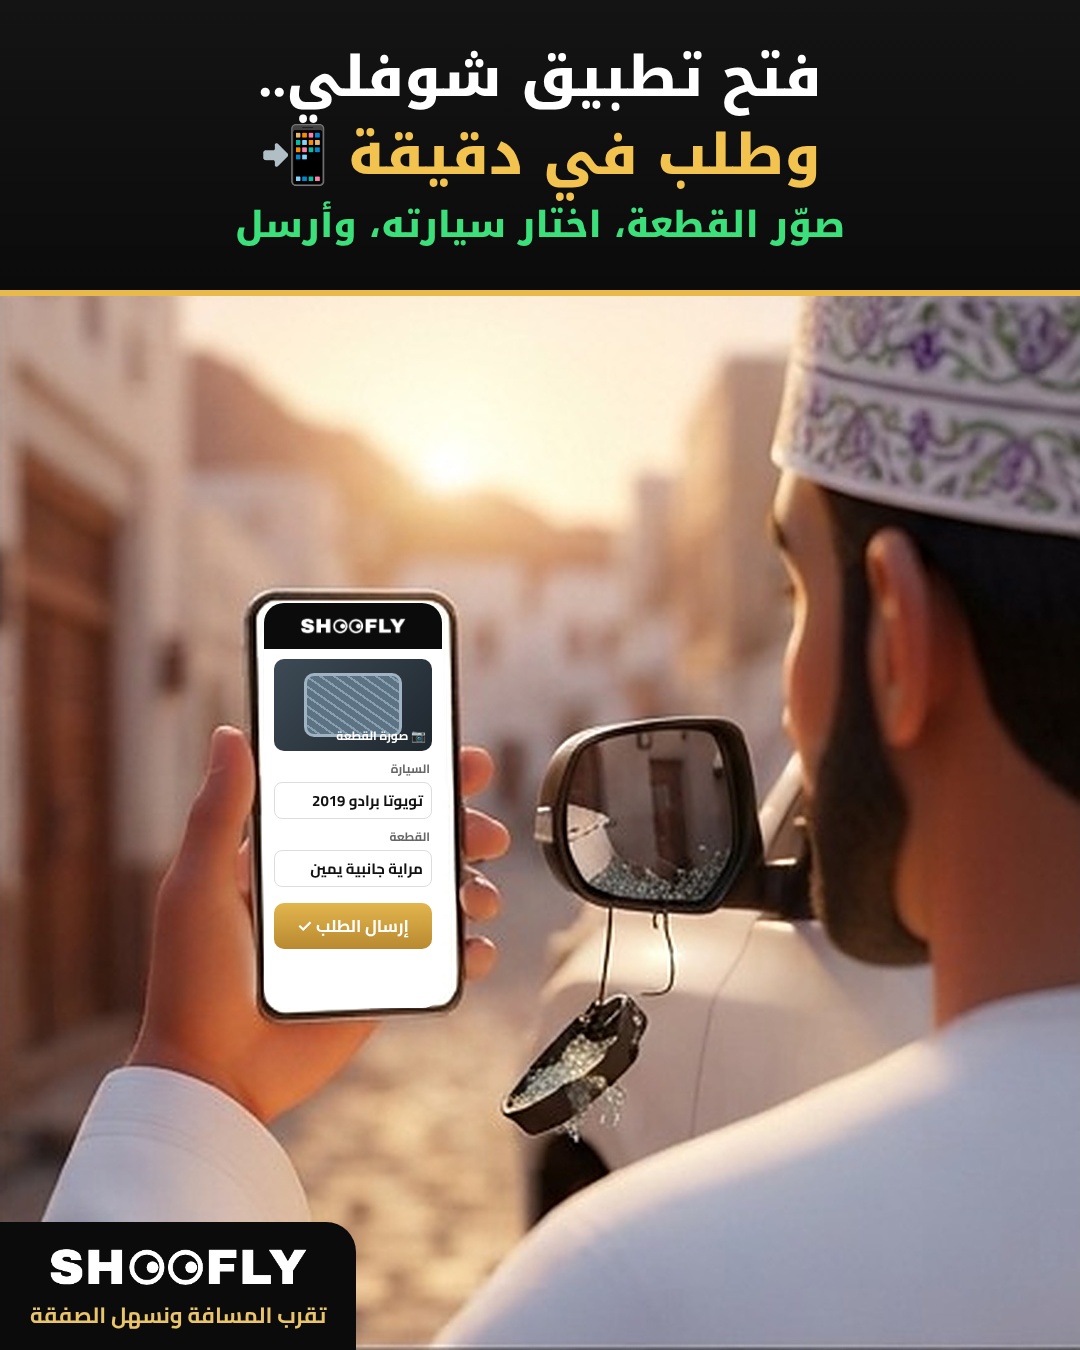 فتح تطبيق شوفلي..
وطلب في دقيقة
صوّر القطعة، اختار سيارته، وأرسل
SHOOFLY
صورة القطعة
السيارة
تويوتا برادو 2019
القطعة
مراية جانبية يمين
إرسال الطلب ✓
SHOOFLY
تقرب المسافة ونسهل الصفقة